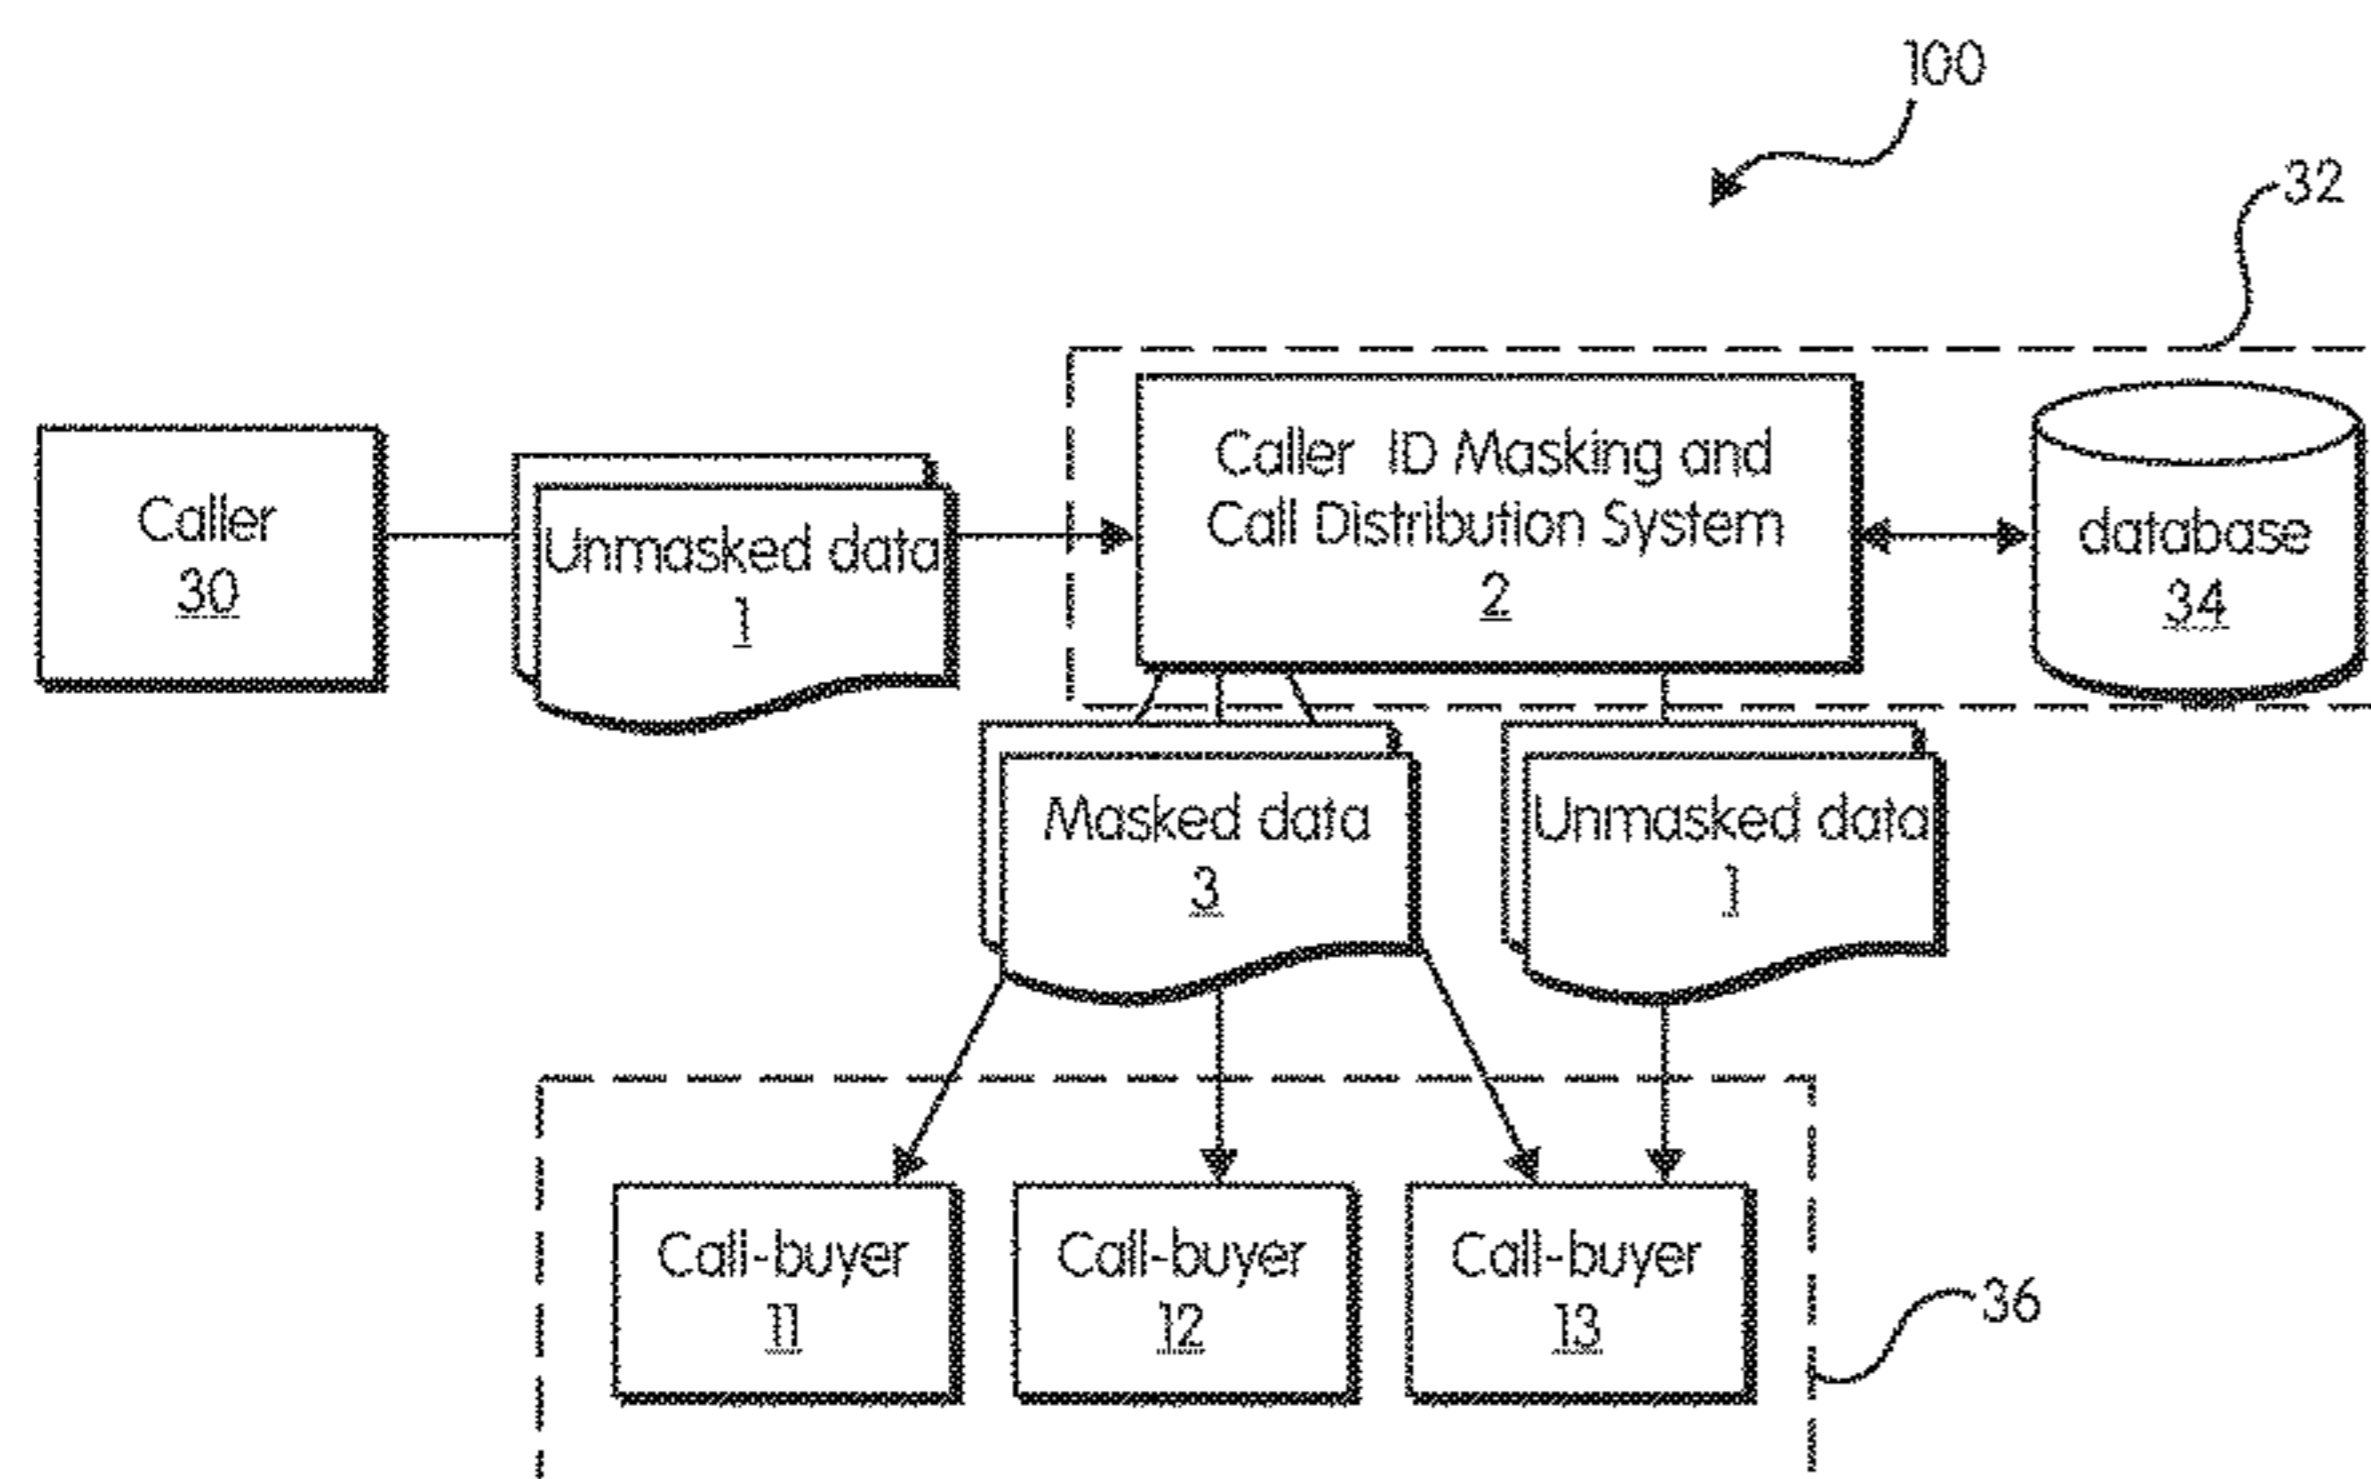 100
32
Caller ID Masking and
Call Distribution System
2
Caller
30
Unmasked data
1
database
34
Masked data
3
Unmasked data
1
Call-buyer
11
Call-buyer
12
Call-buyer
13
36